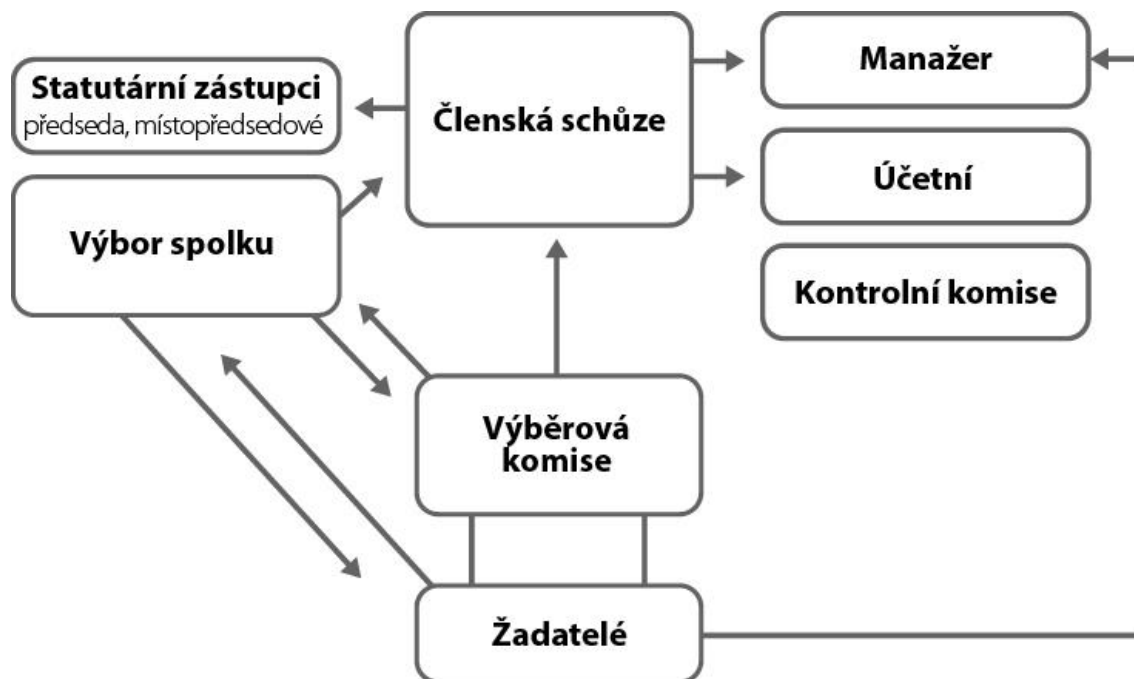 Statutární zástupci
předseda, místopředsedové
Členská schůze
Manažer
Výbor spolku
Účetní
Kontrolní komise
Výběrová
komise
Žadatelé